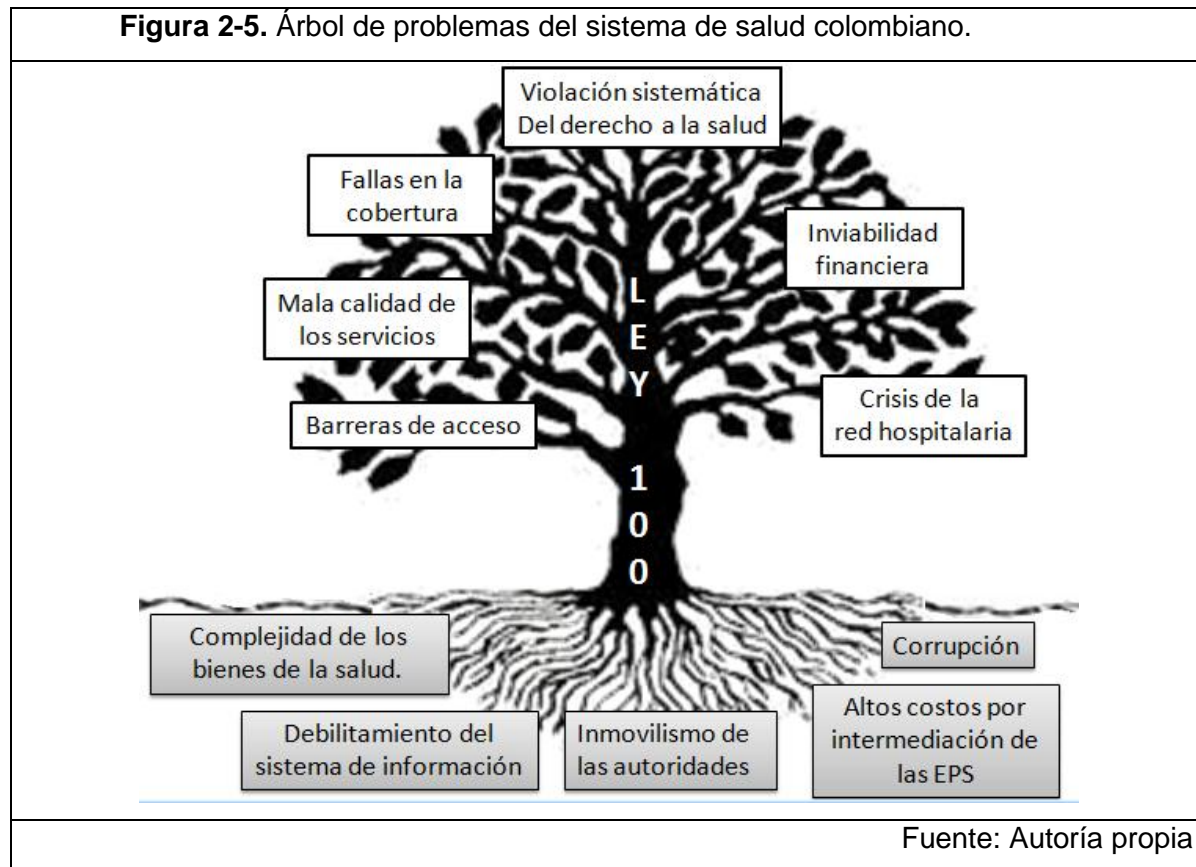 Figura 2-5. Árbol de problemas del sistema de salud colombiano.
Violación sistemática
Del derecho a la salud
Fallas en la
cobertura
Inviabilidad
financiera
Mala calidad de
los servicios
Barreras de acceso
Crisis de la
red hospitalaria
L
E
Y
1
0
0
Complejidad de los
bienes de la salud.
Corrupción
Debilitamiento del
sistema de información
Inmovilismo de
las autoridades
Altos costos por
intermediación de
las EPS
Fuente: Autoría propia